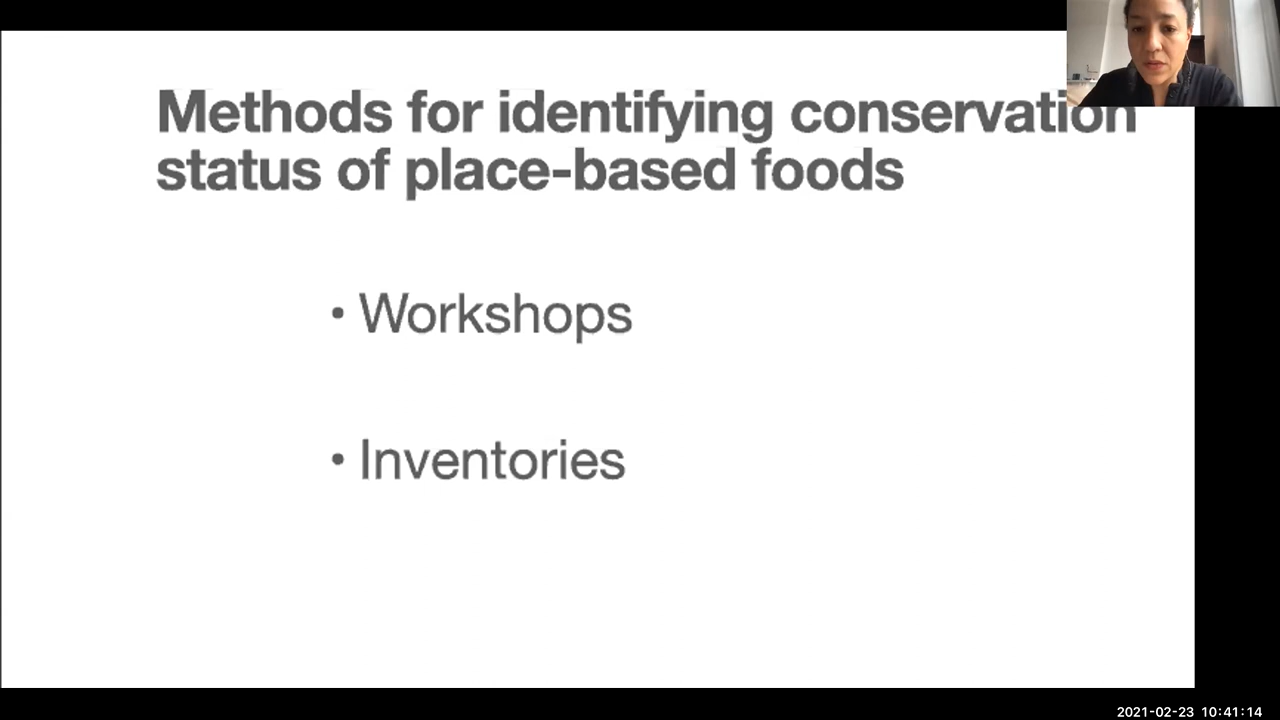 Methods for identifying conservation
status of place-based foods
• Workshops
• Inventories
2021-02-23 10:41:14